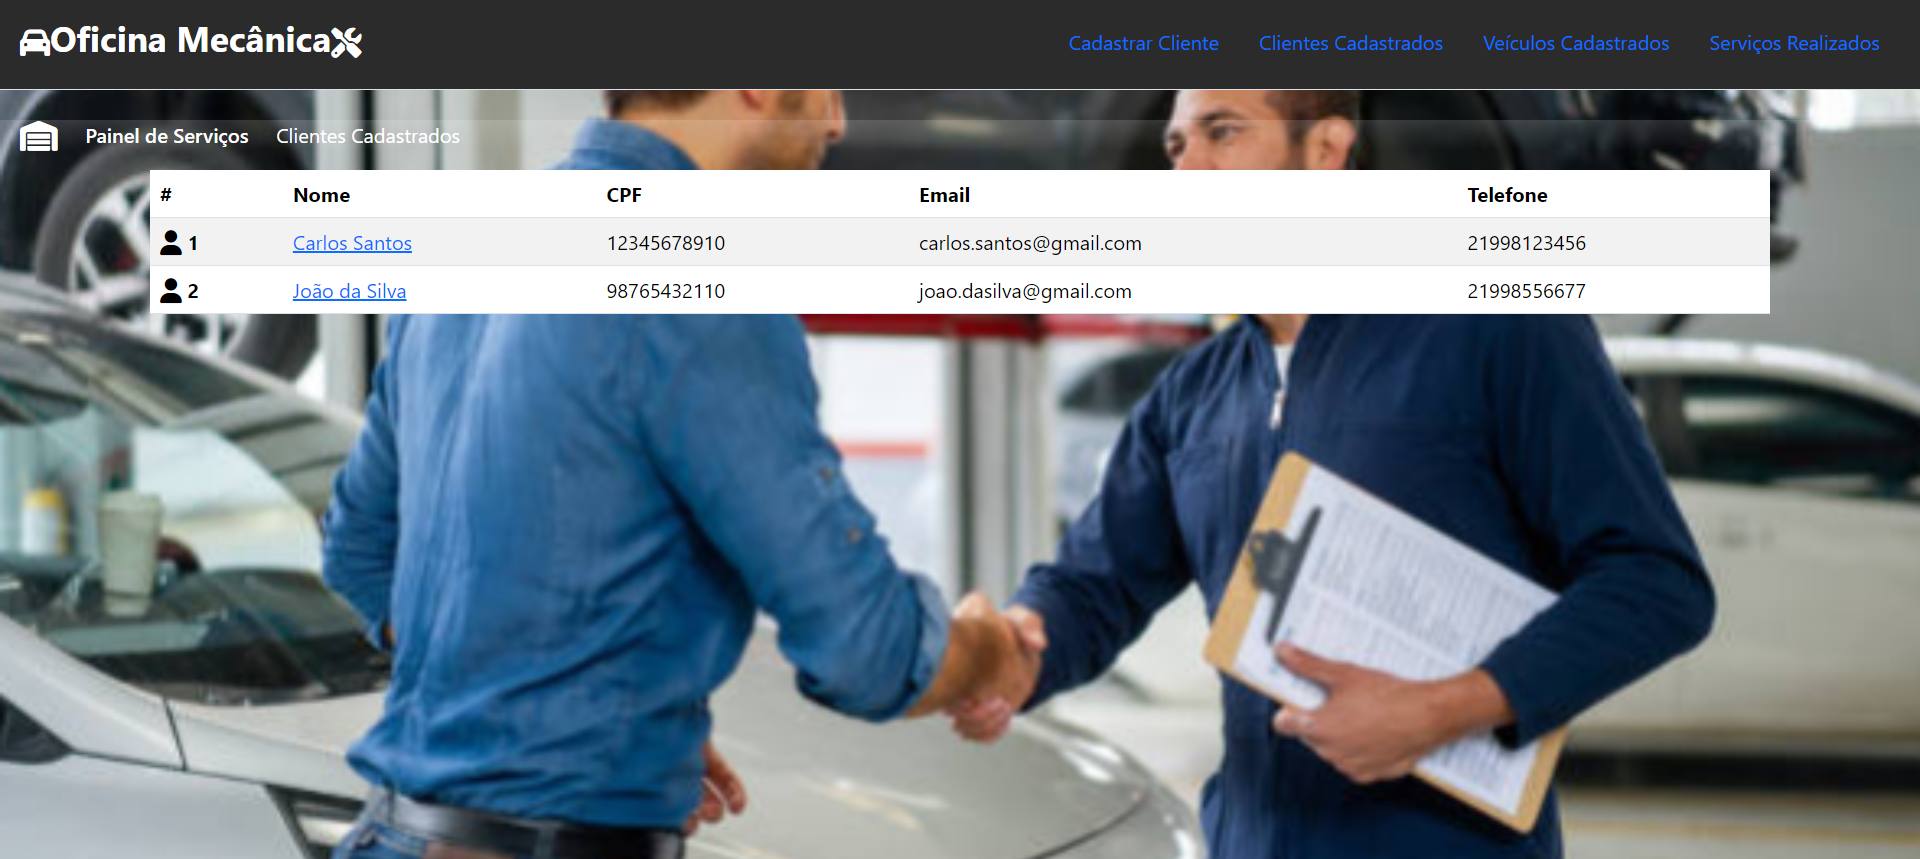 Oficina Mecânica
Cadastrar Cliente Clientes Cadastrados Veículos Cadastrados Serviços Realizados
Painel de Serviços Clientes Cadastrados
# Nome CPF Email Telefone
1 Carlos Santos 12345678910 carlos.santos@gmail.com 21998123456
2 João da Silva 98765432110 joao.dasilva@gmail.com 21998556677